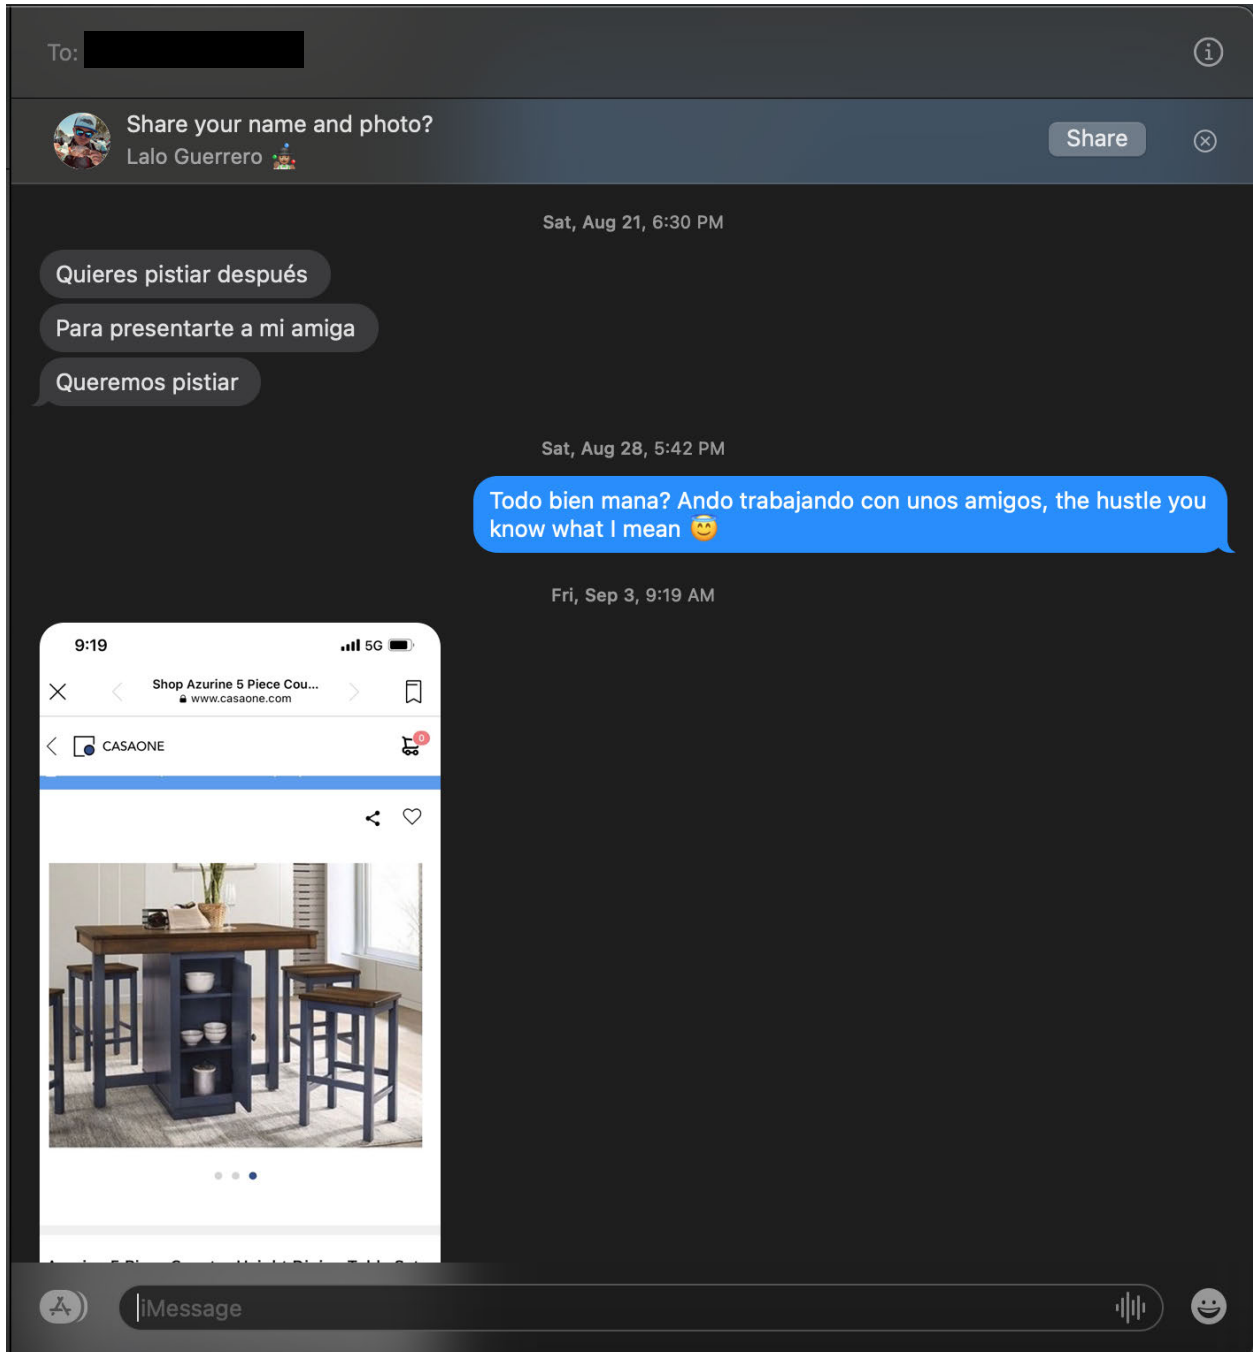 To:
Share your name and photo?
Lalo Guerrero
Share
Sat, Aug 21, 6:30 PM
Quieres pistiar después
Para presentarte a mi amiga
Queremos pistiar
Sat, Aug 28, 5:42 PM
Todo bien mana? Ando trabajando con unos amigos, the hustle you
know what I mean 😇
Fri, Sep 3, 9:19 AM
9:19
5G
Shop Azurine 5 Piece Cou...
www.casaone.com
CASAONE
0
iMessage